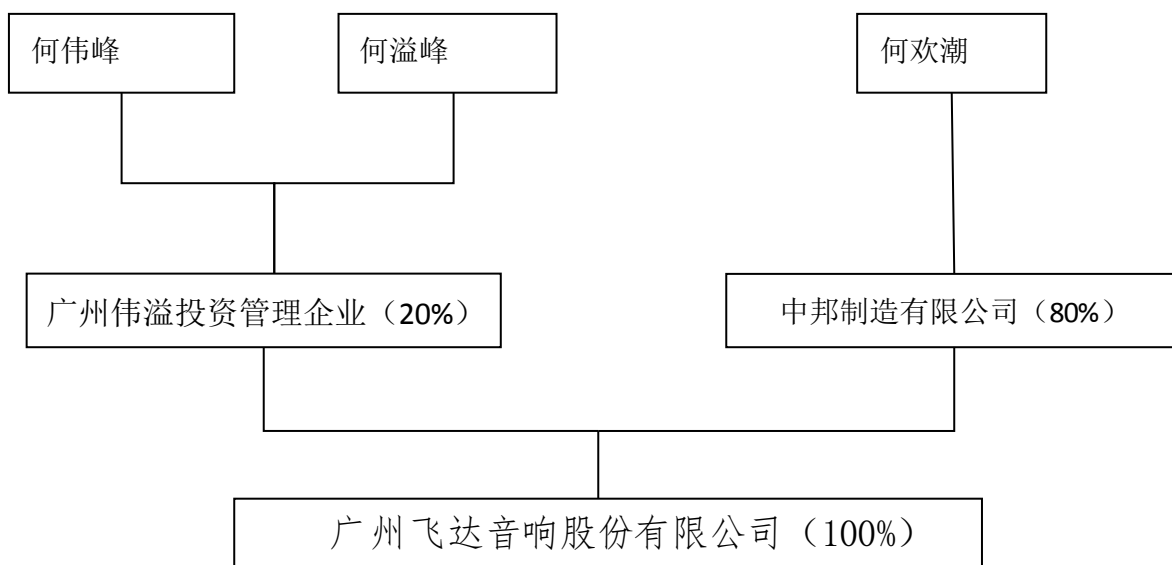 何伟峰
何溢峰
何欢潮
广州伟溢投资管理企业（20%）
中邦制造有限公司（80%）
广州飞达音响股份有限公司（100%）